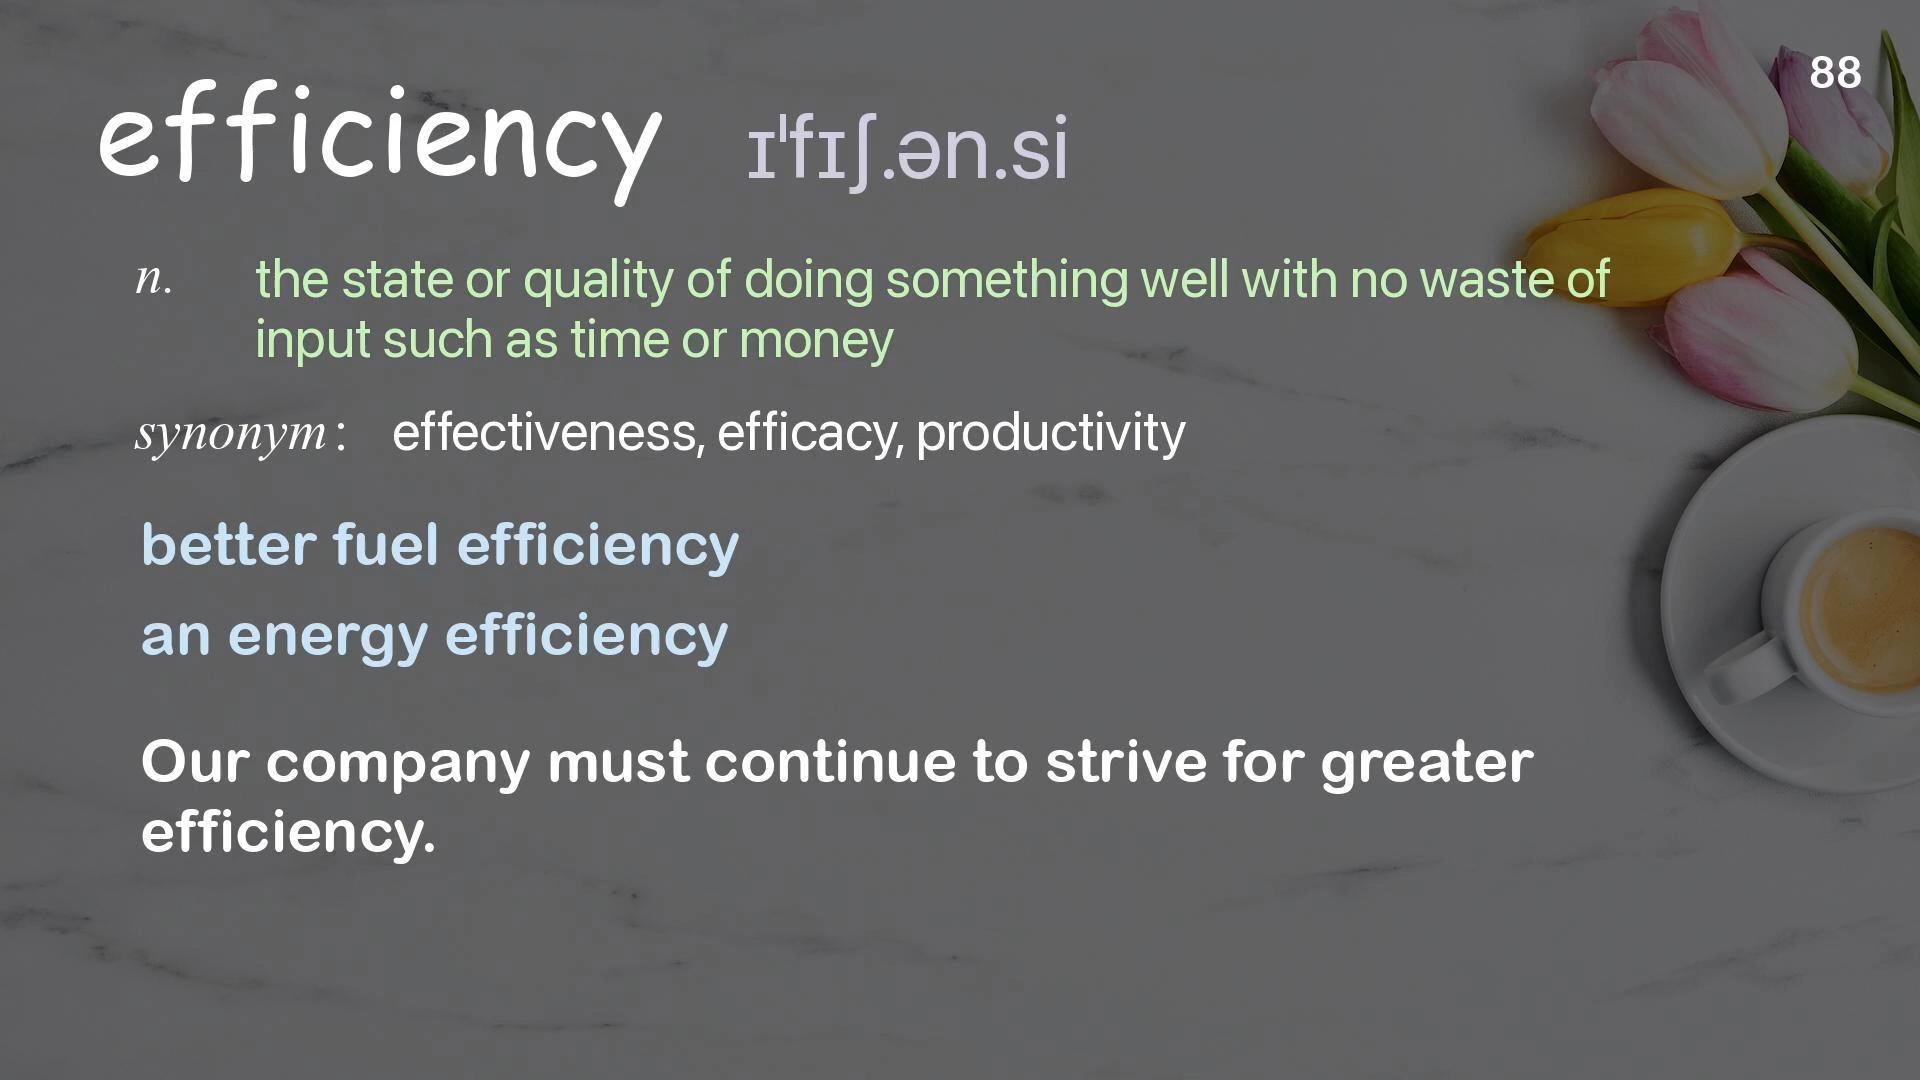 88
efficiency ɪˈfɪʃ.ən.si
n. the state or quality of doing something well with no waste of
input such as time or money
synonym: effectiveness, efficacy, productivity
better fuel efficiency
an energy efficiency
Our company must continue to strive for greater
efficiency.